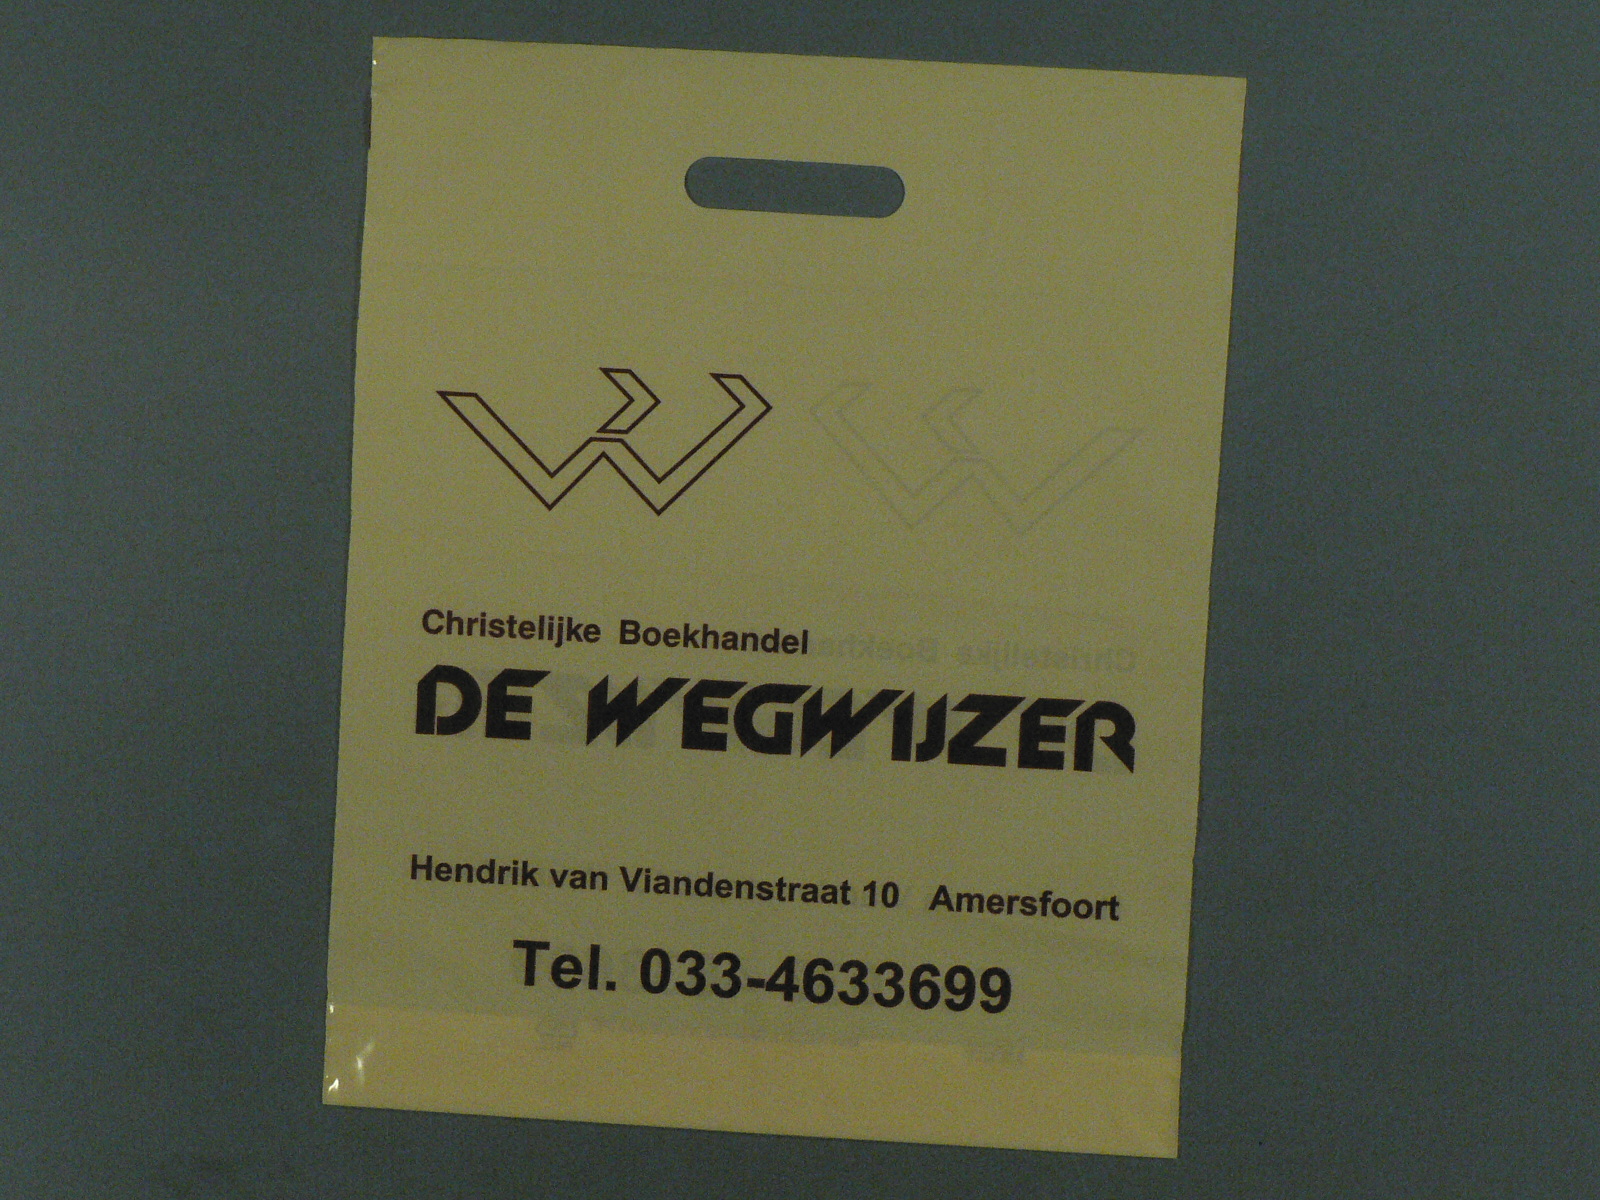 Christelijke Boekhandel
DE WEGWIJZER
Hendrik van Viandenstraat 10 Amersfoort
Tel. 033-4633699